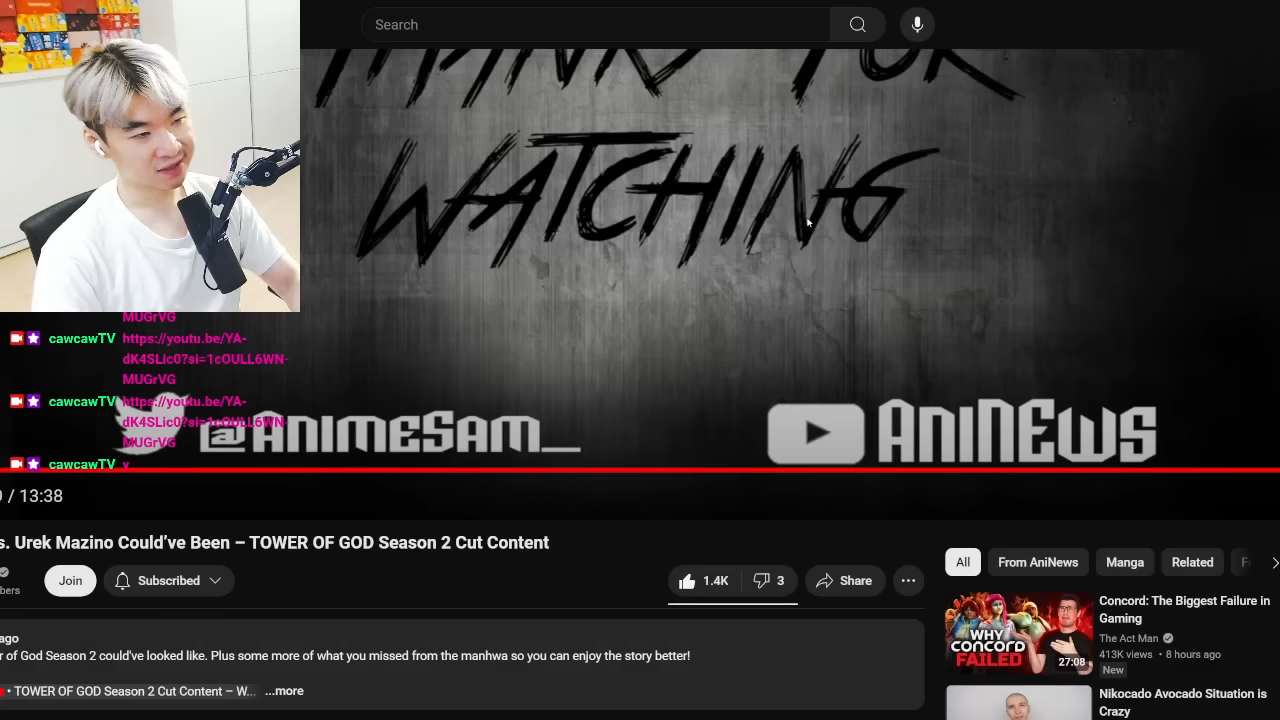 Search
THANKS FOR
WATCHING
MUGrVG
cawcawTV https://youtu.be/YA-
dK4SLic0?si=1cOULL6WN-
MUGrVG
cawcawTV https://youtu.be/YA-
dK4SLic0?si=1cOULL6WN-
MUGrVG
cawcawTV y
@AnimeSam_
AniNews
/ 13:38
s. Urek Mazino Could've Been – TOWER OF GOD Season 2 Cut Content
bers
Join
Subscribed
1.4K
3
Share
All
From AniNews
Manga
Related
ago
r of God Season 2 could've looked like. Plus some more of what you missed from the manhwa so you can enjoy the story better!
• TOWER OF GOD Season 2 Cut Content – W... ...more
WHY
CONCORD
FAILED
27:08
Concord: The Biggest Failure in
Gaming
The Act Man
413K views • 8 hours ago
New
Nikocado Avocado Situation is
Crazy